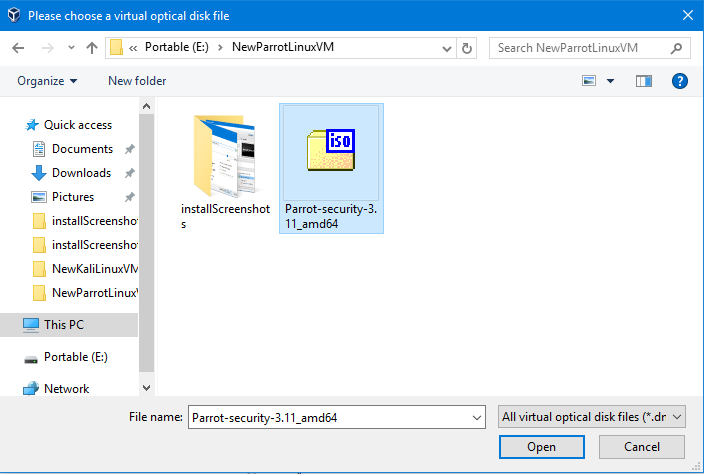 Please choose a virtual optical disk file
« Portable (E:) > NewParrotLinuxVM
Search NewParrotLinuxVM
Organize
New folder
?
Quick access
Documents
Downloads
Pictures
installScreenshot
installScreenshot
NewKaliLinuxVM
NewParrotLinuxV
This PC
Portable (E:)
Network
installScreenshot
s
iso
Parrot-security-3.
11_amd64
File name:
Parrot-security-3.11_amd64
All virtual optical disk files (*.dr
Open
Cancel